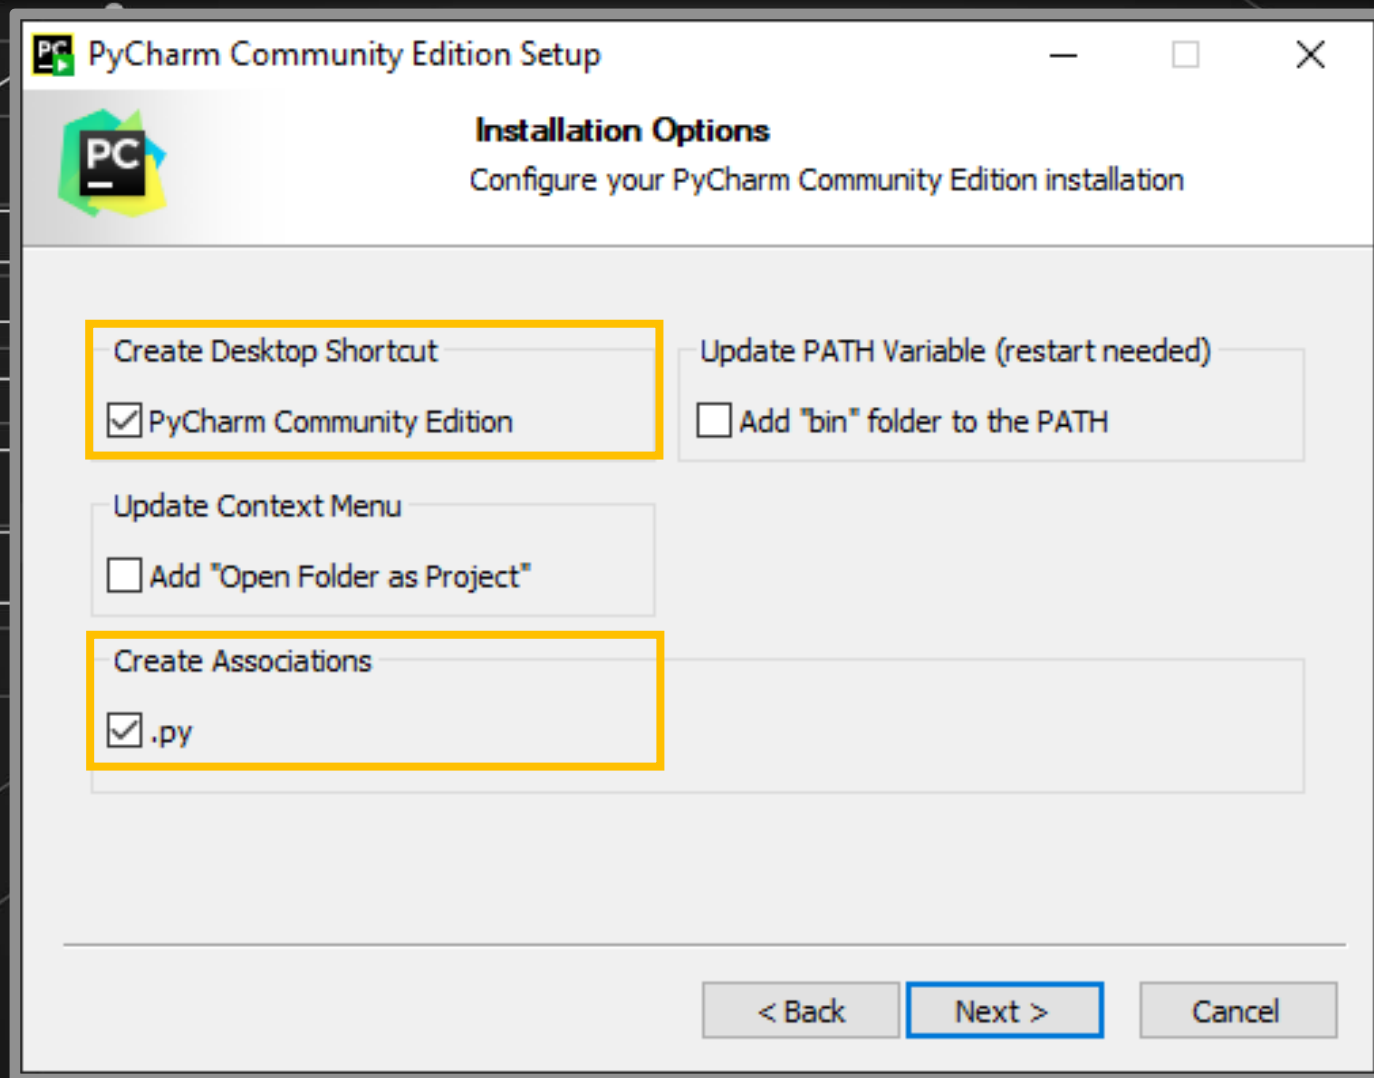 PC
PyCharm Community Edition Setup
PC
Installation Options
Configure your PyCharm Community Edition installation
Create Desktop Shortcut
PyCharm Community Edition
Update PATH Variable (restart needed)
Add "bin" folder to the PATH
Update Context Menu
Add "Open Folder as Project"
Create Associations
.py
< Back
Next >
Cancel